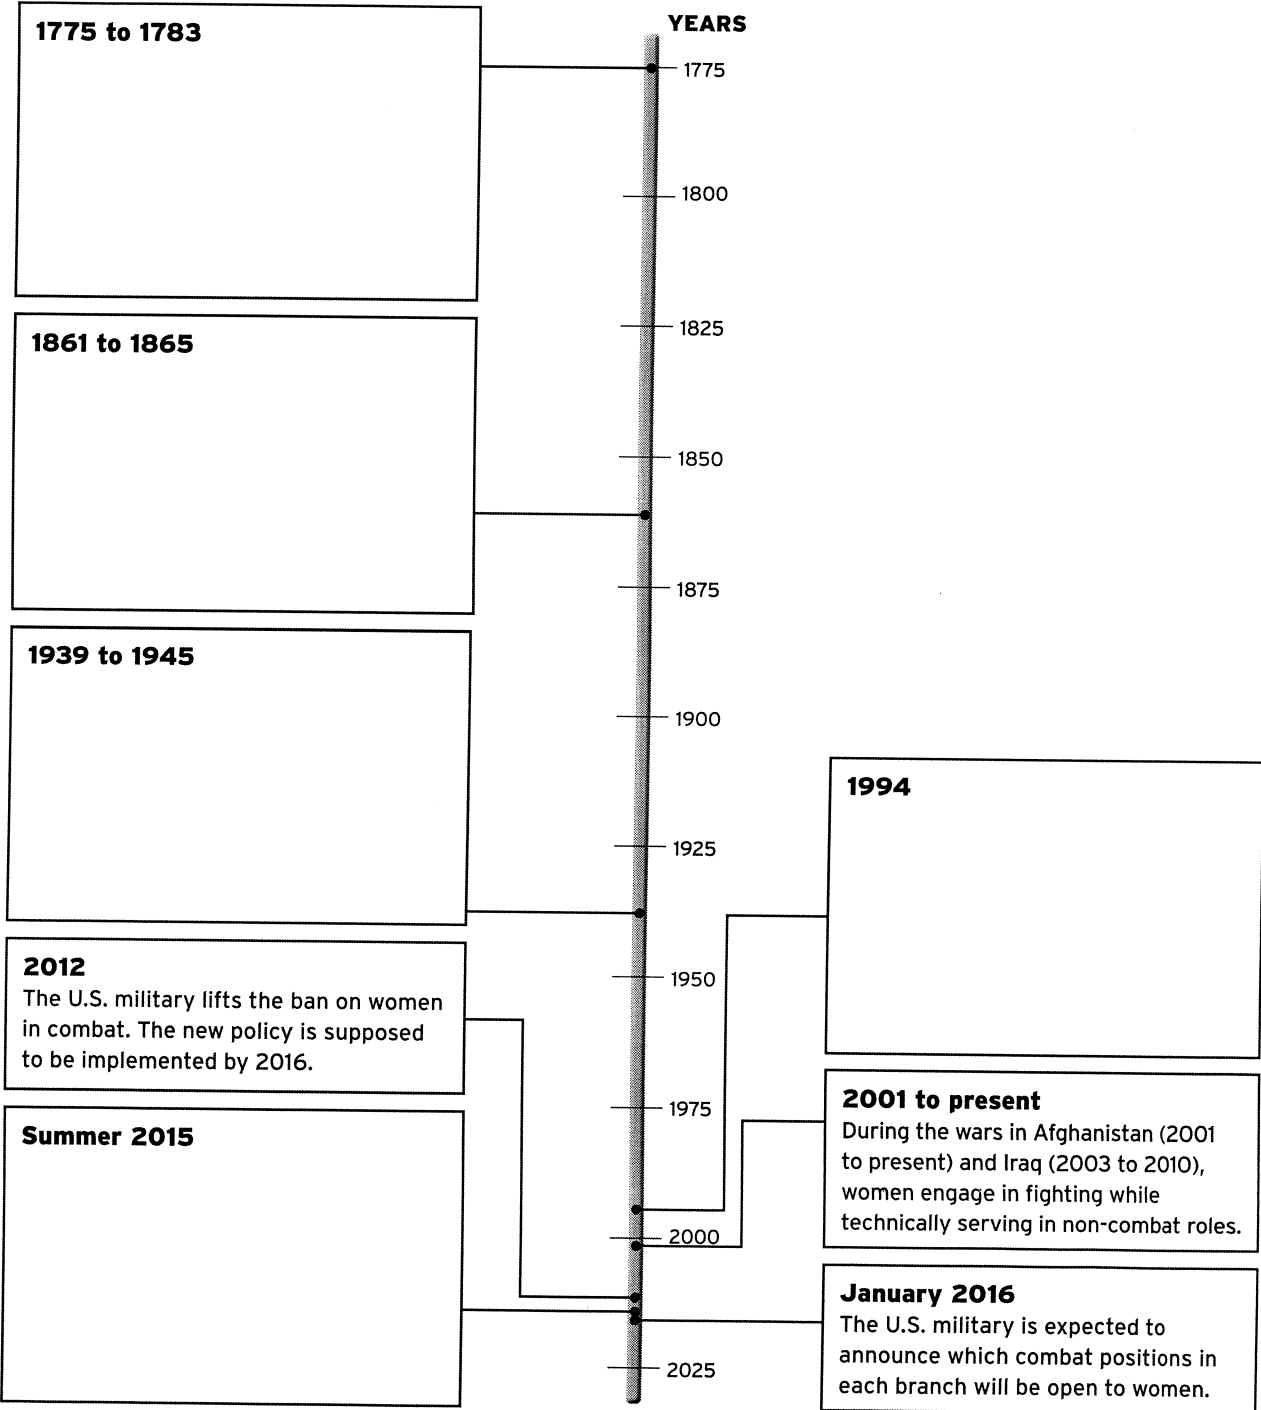 YEARS
1775 to 1783
1775
1800
1825
1861 to 1865
1850
1875
1939 to 1945
1900
1925
1994
2012
The U.S. military lifts the ban on women
in combat. The new policy is supposed
to be implemented by 2016.
1950
1975
2001 to present
During the wars in Afghanistan (2001
to present) and Iraq (2003 to 2010),
women engage in fighting while
technically serving in non-combat roles.
Summer 2015
2000
January 2016
The U.S. military is expected to
announce which combat positions in
each branch will be open to women.
2025